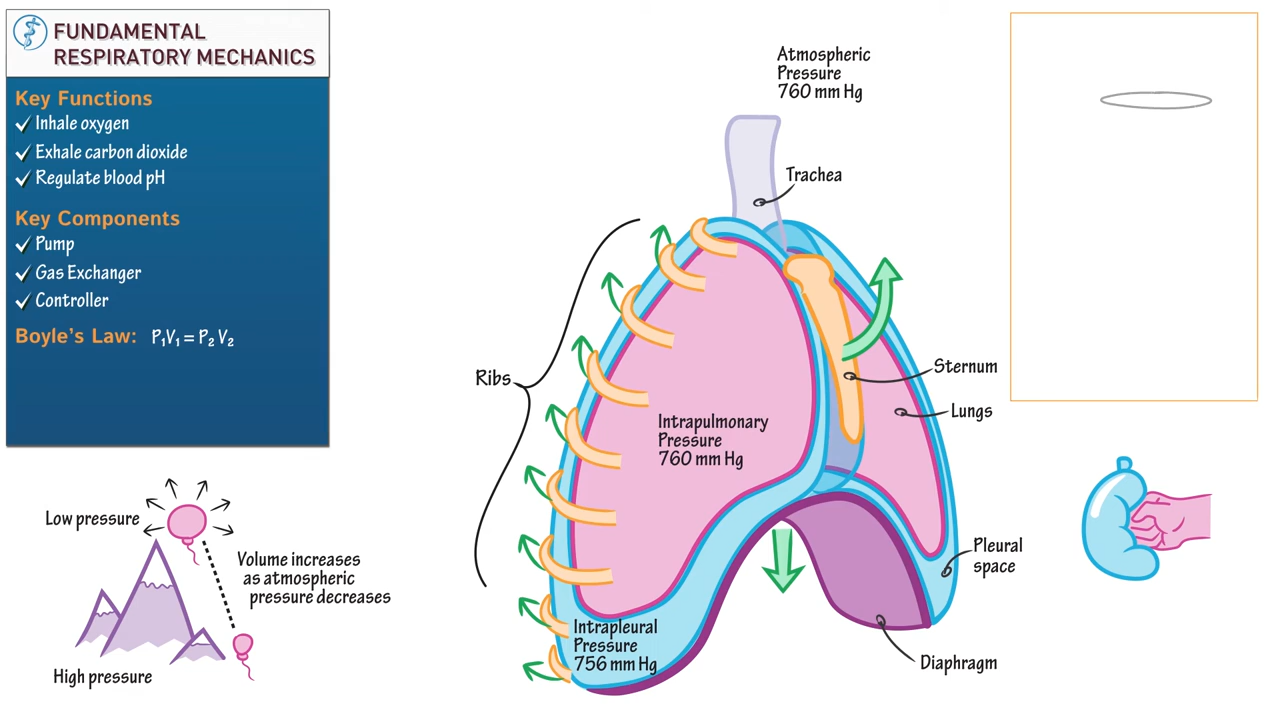 FUNDAMENTAL
RESPIRATORY MECHANICS
Key Functions
Inhale oxygen
Exhale carbon dioxide
Regulate blood pH
Key Components
Pump
Gas Exchanger
Controller
Boyle's Law: P₁V₁ = P₂ V₂
Low pressure
Volume increases
as atmospheric
pressure decreases
High pressure
Atmospheric
Pressure
760 mm Hg
Trachea
Ribs
Sternum
Lungs
Intrapulmonary
Pressure
760 mm Hg
Pleural
space
Intrapleural
Pressure
756 mm Hg
Diaphragm